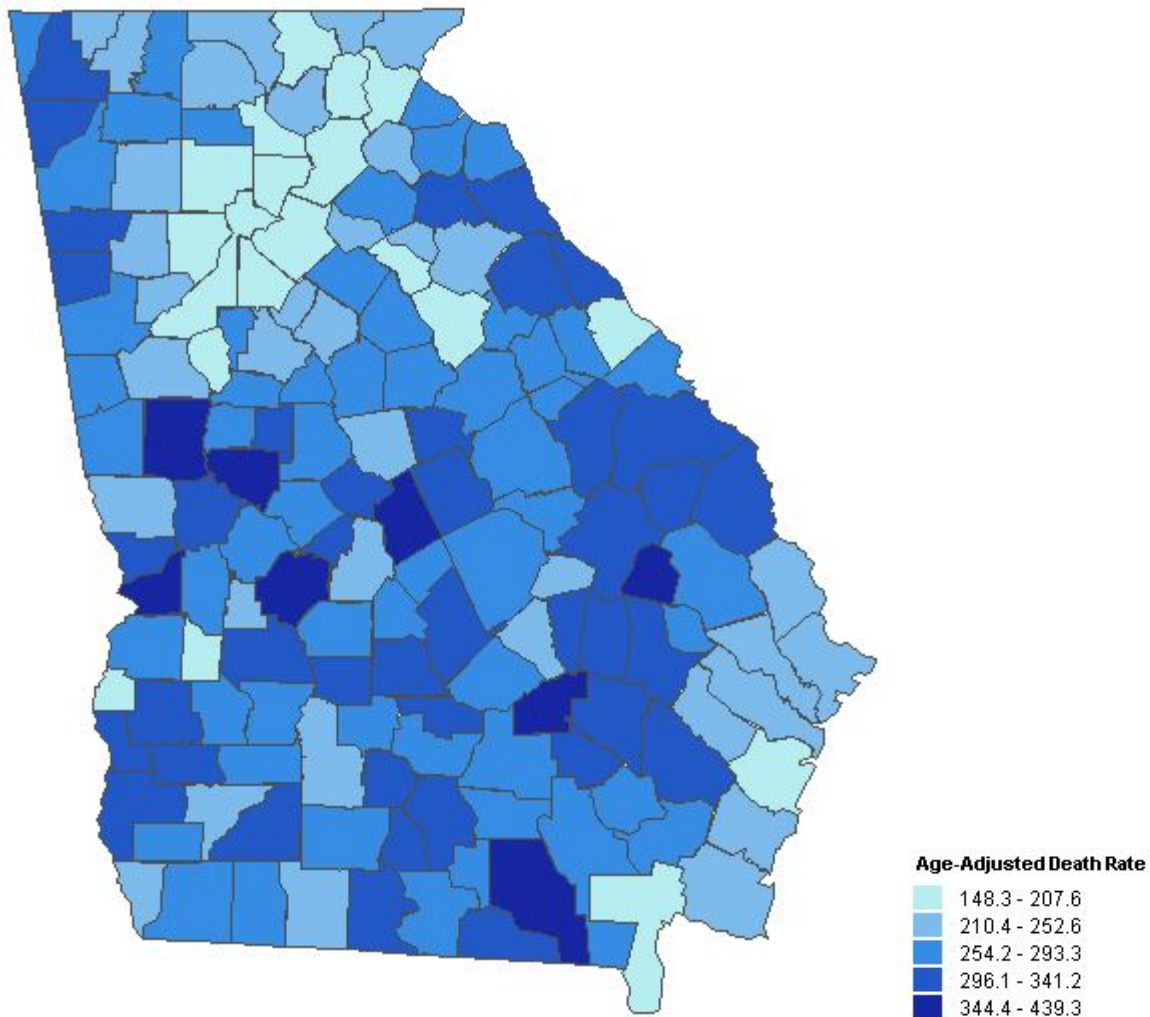 Age-Adjusted Death Rate
148.3 - 207.6
210.4 - 252.6
254.2 - 293.3
296.1 - 341.2
344.4 - 439.3